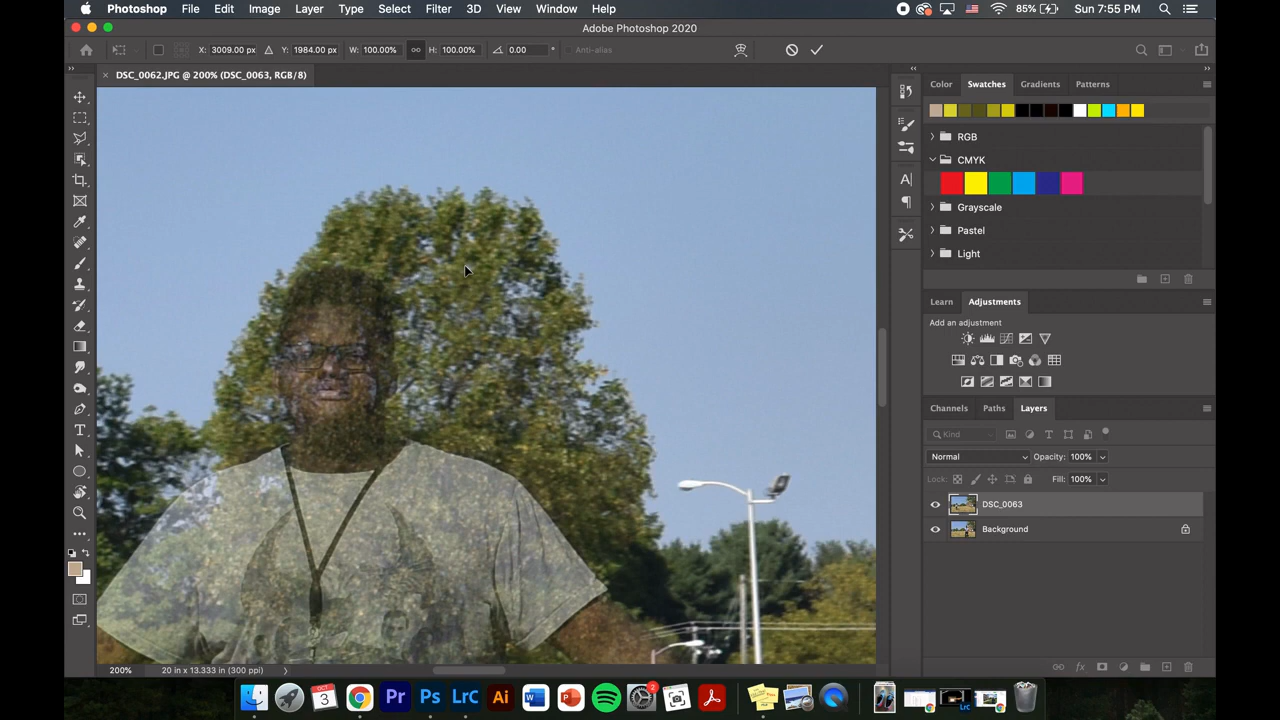 Photoshop File Edit Image Layer Type Select Filter 3D View Window Help 85% Sun 7:55 PM
Adobe Photoshop 2020
X: 3009.00 px Y: 1984.00 px W: 100.00% H: 100.00% 0.00 ° Anti-alias
× DSC_0062.JPG @ 200% (DSC_0063, RGB/8)
Color Swatches Gradients Patterns
RGB
CMYK
Grayscale
Pastel
Light
Learn Adjustments
Add an adjustment
Channels Paths Layers
Kind
Normal Opacity: 100%
Lock: Fill: 100%
DSC_0063
Background
200% 20 in x 13.333 in (300 ppi)
OCT
3 Pr Ps LrC Ai W P 2
LrC